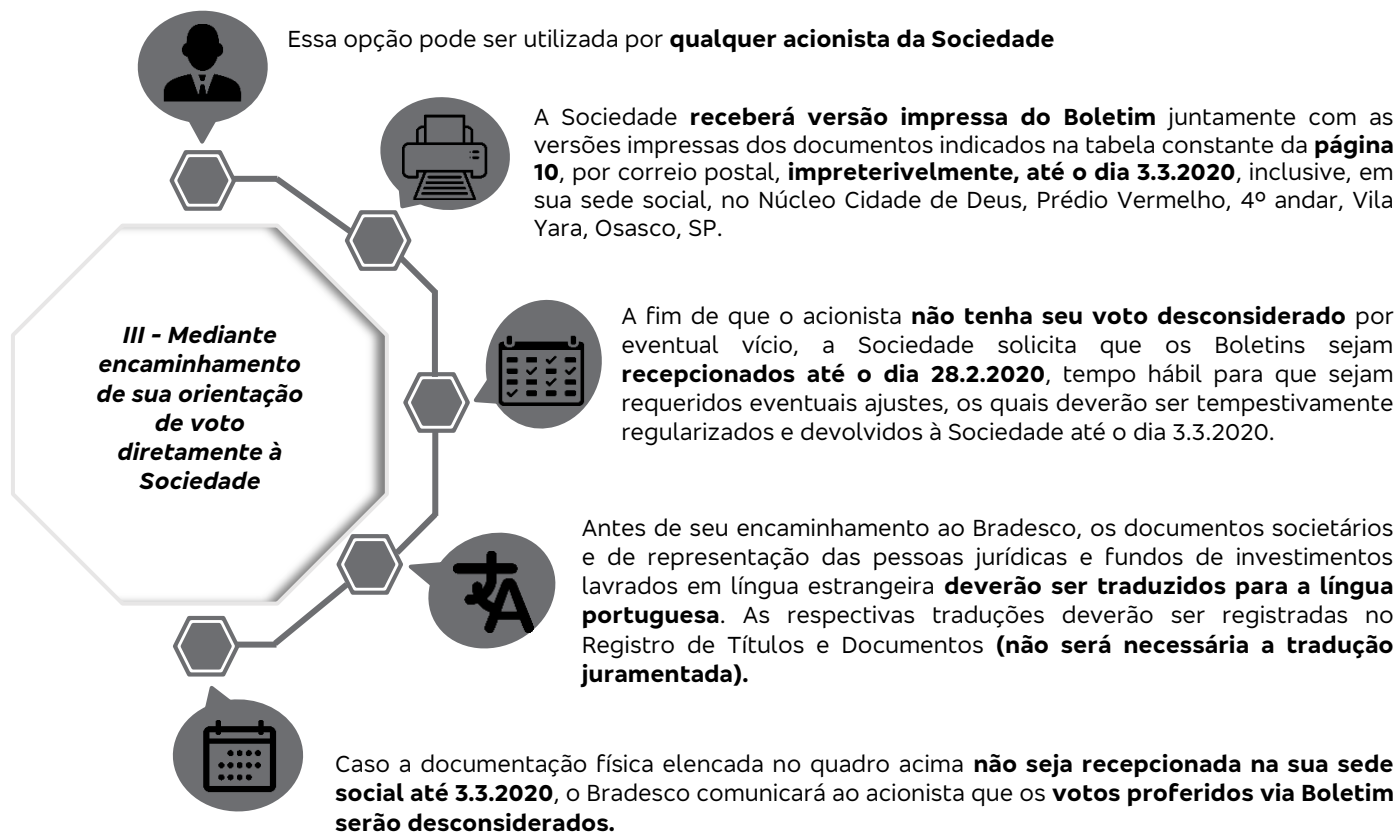 Essa opção pode ser utilizada por qualquer acionista da Sociedade
A Sociedade receberá versão impressa do Boletim juntamente com as
versões impressas dos documentos indicados na tabela constante da página
10, por correio postal, impreterivelmente, até o dia 3.3.2020, inclusive, em
sua sede social, no Núcleo Cidade de Deus, Prédio Vermelho, 4º andar, Vila
Yara, Osasco, SP.
III - Mediante
encaminhamento
de sua orientação
de voto
diretamente à
Sociedade
A fim de que o acionista não tenha seu voto desconsiderado por
eventual vício, a Sociedade solicita que os Boletins sejam
recepcionados até o dia 28.2.2020, tempo hábil para que sejam
requeridos eventuais ajustes, os quais deverão ser tempestivamente
regularizados e devolvidos à Sociedade até o dia 3.3.2020.
Antes de seu encaminhamento ao Bradesco, os documentos societários
e de representação das pessoas jurídicas e fundos de investimentos
lavrados em língua estrangeira deverão ser traduzidos para a língua
portuguesa. As respectivas traduções deverão ser registradas no
Registro de Títulos e Documentos (não será necessária a tradução
juramentada).
Caso a documentação física elencada no quadro acima não seja recepcionada na sua sede
social até 3.3.2020, o Bradesco comunicará ao acionista que os votos proferidos via Boletim
serão desconsiderados.